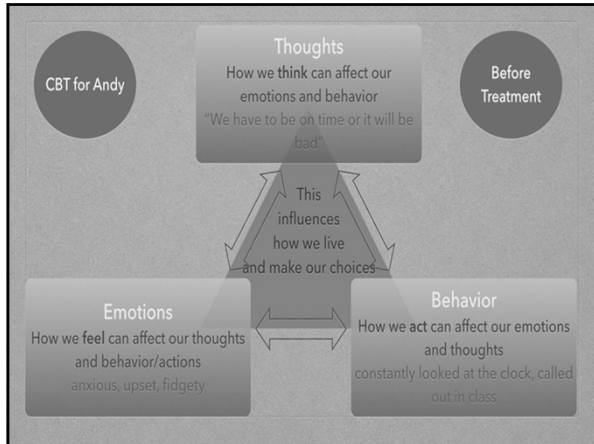 CBT for Andy
Thoughts
How we think can affect our
emotions and behavior
"We have to be on time or it will be
bad"
Before
Treatment
This
influences
how we live
and make our choices
Emotions
How we feel can affect our thoughts
and behavior/actions
anxious, upset, fidgety
Behavior
How we act can affect our emotions
and thoughts
constantly looked at the clock, called
out in class